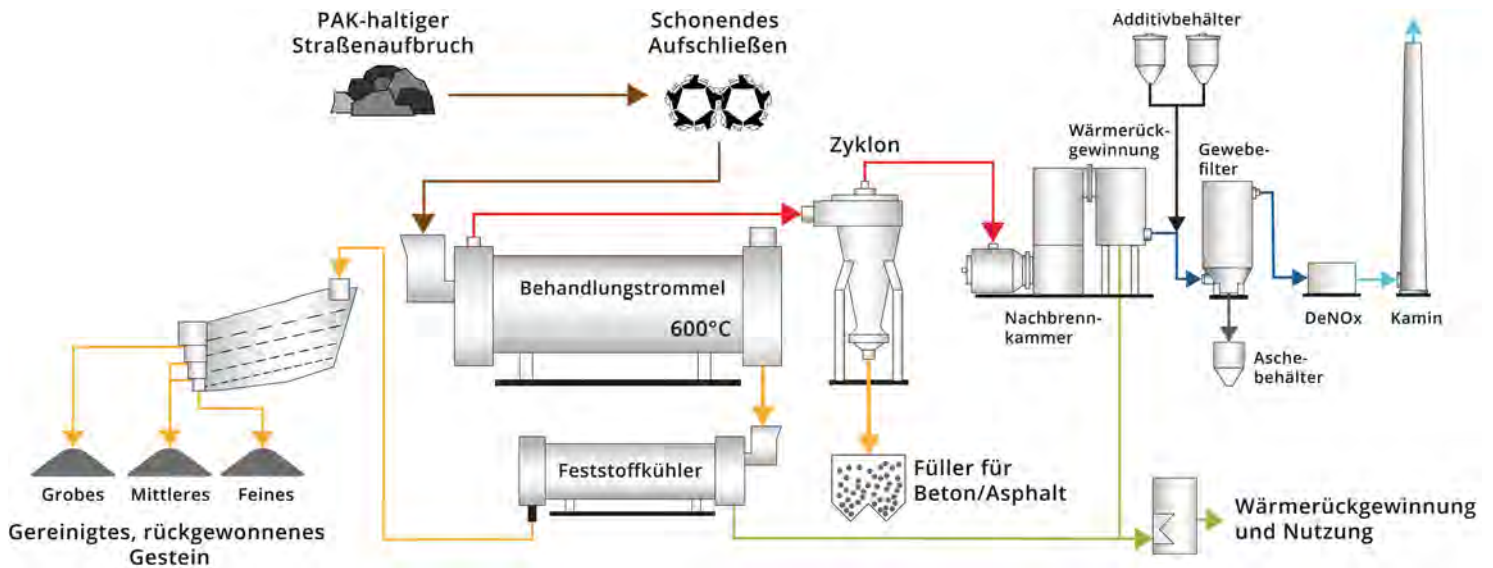 PAK-haltiger
Straßenaufbruch
Schonendes
Aufschließen
Additivbehälter
Zyklon
Wärmerück-
gewinnung
Gewebe-
filter
Behandlungstrommel
600°C
Nachbrenn-
kammer
DeNOx
Kamin
Asche-
behälter
Feststoffkühler
Füller für
Beton/Asphalt
Grobes
Mittleres
Feines
Gereinigtes, rückgewonnenes
Gestein
Wärmerückgewinnung
und Nutzung